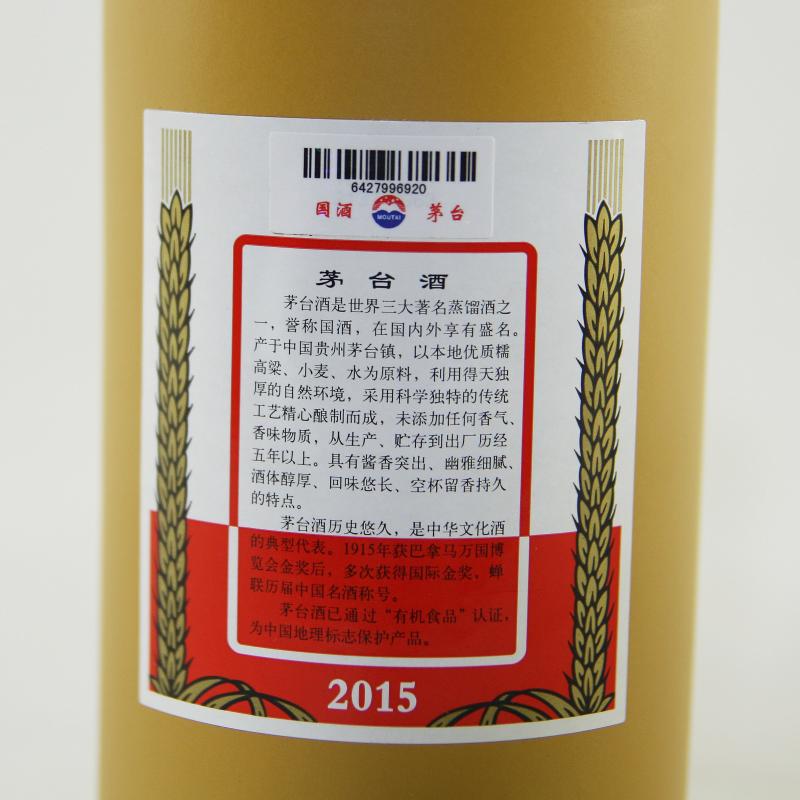 6427996920
国酒 MOUTAI 茅台
茅台酒
茅台酒是世界三大著名蒸馏酒之
一，誉称国酒，在国内外享有盛名。
产于中国贵州茅台镇，以本地优质糯
高粱、小麦、水为原料，利用得天独
厚的自然环境，采用科学独特的传统
工艺精心酿制而成，未添加任何香气、
香味物质，从生产、贮存到出厂历经
五年以上。具有酱香突出、幽雅细腻、
酒体醇厚、回味悠长、空杯留香持久
的特点。
茅台酒历史悠久，是中华文化酒
的典型代表。1915年获巴拿马万国博
览会金奖后，多次获得国际金奖，蝉
联历届中国名酒称号。
茅台酒已通过“有机食品”认证，
为中国地理标志保护产品。
2015